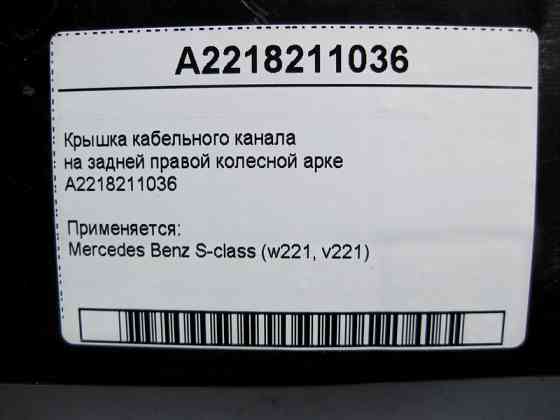 A2218211036
Крышка кабельного канала
на задней правой колесной арке
A2218211036
Применяется:
Mercedes Benz S-class (w221, v221)